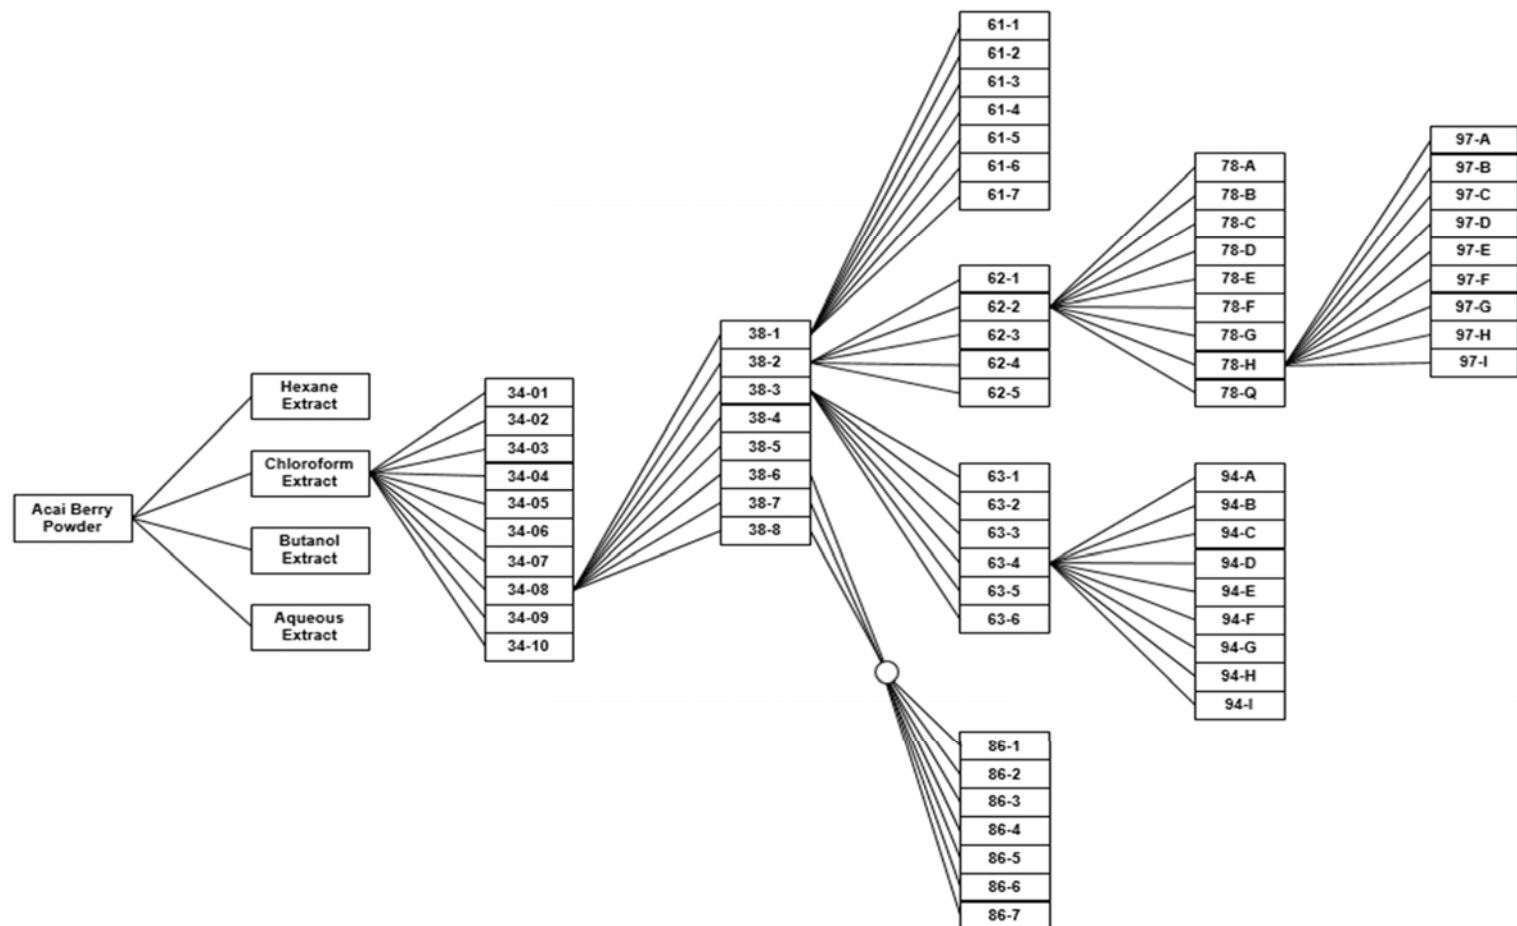 Acai Berry
Powder
Hexane
Extract
Chloroform
Extract
Butanol
Extract
Aqueous
Extract
34-01
34-02
34-03
34-04
34-05
34-06
34-07
34-08
34-09
34-10
38-1
38-2
38-3
38-4
38-5
38-6
38-7
38-8
61-1
61-2
61-3
61-4
61-5
61-6
61-7
62-1
62-2
62-3
62-4
62-5
63-1
63-2
63-3
63-4
63-5
63-6
86-1
86-2
86-3
86-4
86-5
86-6
86-7
78-A
78-B
78-C
78-D
78-E
78-F
78-G
78-H
78-Q
94-A
94-B
94-C
94-D
94-E
94-F
94-G
94-H
94-I
97-A
97-B
97-C
97-D
97-E
97-F
97-G
97-H
97-I